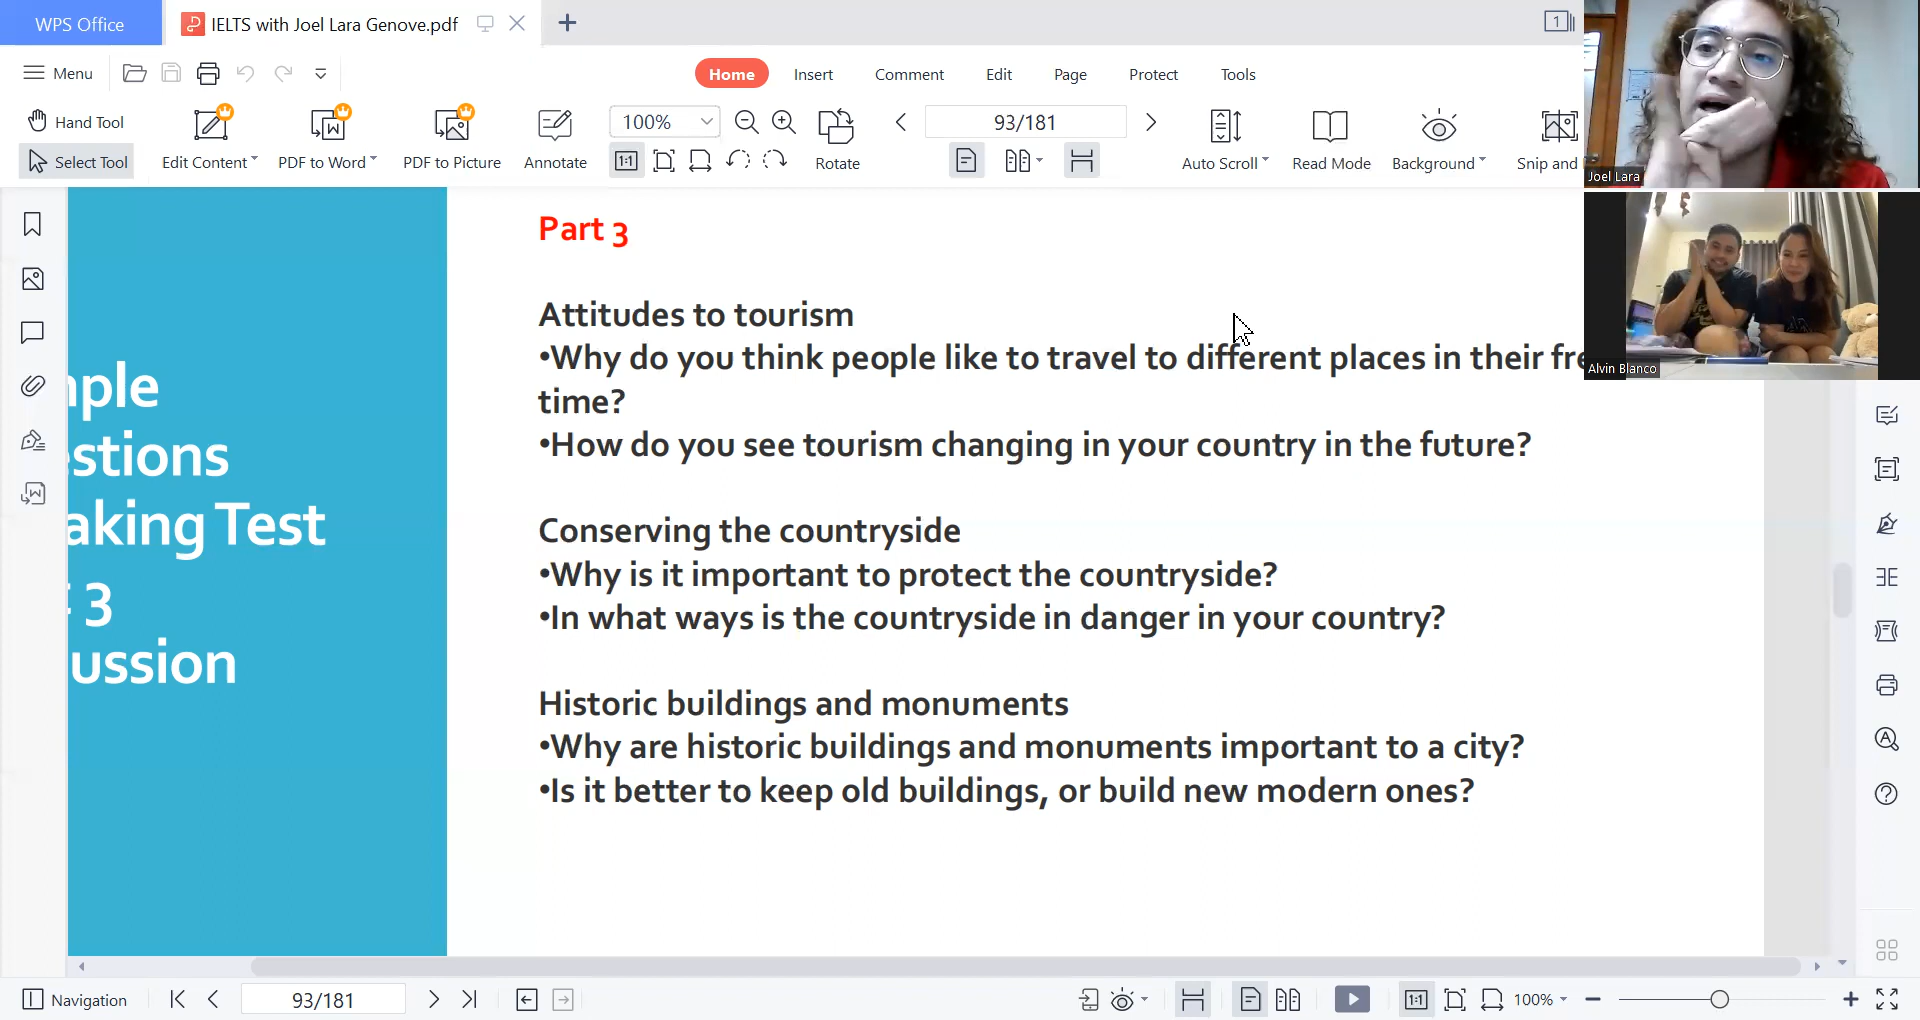 WPS Office
IELTS with Joel Lara Genove.pdf
1
Menu
Home
Insert
Comment
Edit
Page
Protect
Tools
Hand Tool
Select Tool
Edit Content
PDF to Word
PDF to Picture
Annotate
100%
Rotate
93/181
Auto Scroll
Read Mode
Background
Snip and
Joel Lara
Alvin Blanco
mple
estions
aking Test
3
ussion
Part 3
Attitudes to tourism
•Why do you think people like to travel to different places in their fre
time?
•How do you see tourism changing in your country in the future?
Conserving the countryside
•Why is it important to protect the countryside?
•In what ways is the countryside in danger in your country?
Historic buildings and monuments
•Why are historic buildings and monuments important to a city?
•Is it better to keep old buildings, or build new modern ones?
Navigation
93/181
100%